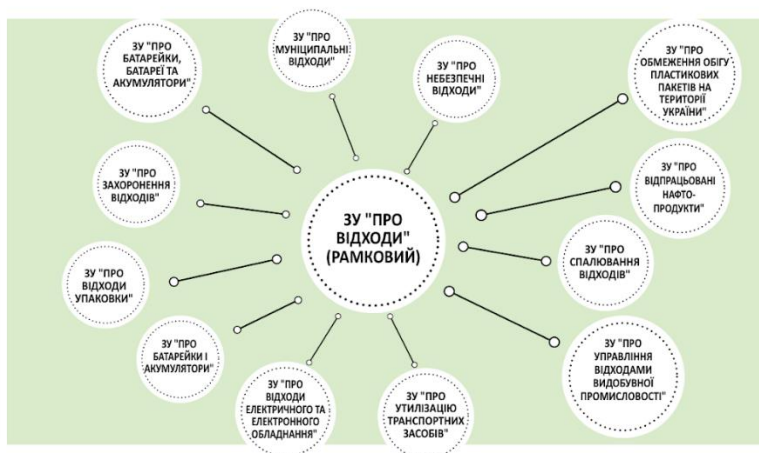 ЗУ "ПРО
БАТАРЕЙКИ,
БАТАРЕЇ ТА
АКУМУЛЯТОРИ"
ЗУ "ПРО
МУНІЦИПАЛЬНІ
ВІДХОДИ"
ЗУ "ПРО
НЕБЕЗПЕЧНІ
ВІДХОДИ"
ЗУ "ПРО
ОБМЕЖЕННЯ ОБІГУ
ПЛАСТИКОВИХ
ПАКЕТІВ НА
ТЕРИТОРІЇ
УКРАЇНИ"
ЗУ "ПРО
ЗАХОРОНЕННЯ
ВІДХОДІВ"
ЗУ "ПРО
ВІДХОДИ"
(РАМКОВИЙ)
ЗУ "ПРО
ВІДПРАЦЬОВАНІ
НАФТО-
ПРОДУКТИ"
ЗУ "ПРО
СПАЛЮВАННЯ
ВІДХОДІВ"
ЗУ "ПРО
ВІДХОДИ
УПАКОВКИ"
ЗУ "ПРО
БАТАРЕЙКИ І
АКУМУЛЯТОРИ"
ЗУ "ПРО
ВІДХОДИ
ЕЛЕКТРИЧНОГО ТА
ЕЛЕКТРОННОГО
ОБЛАДНАННЯ"
ЗУ "ПРО
УТИЛІЗАЦІЮ
ТРАНСПОРТНИХ
ЗАСОБІВ"
ЗУ "ПРО
УПРАВЛІННЯ
ВІДХОДАМИ
ВИДОБУВНОЇ
ПРОМИСЛОВОСТІ"